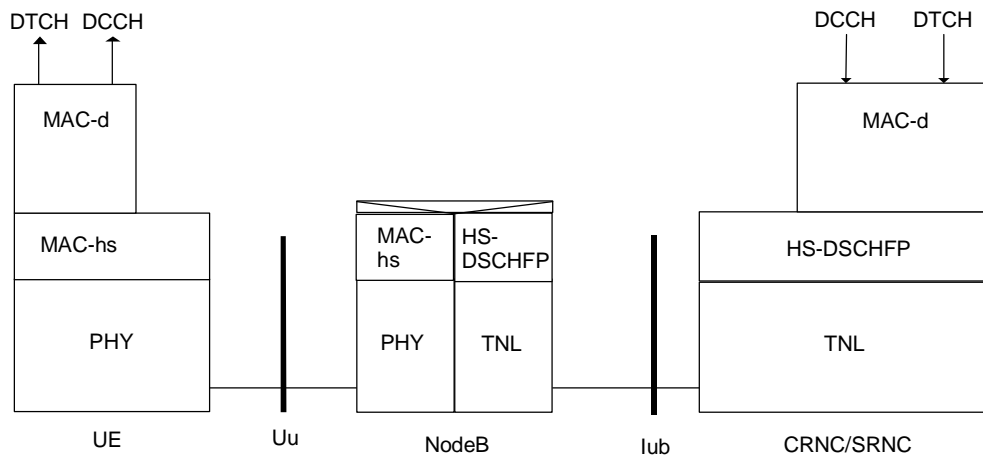 DTCH DCCH
DCCH DTCH
MAC-d
MAC-d
MAC-hs
MAC-
hs
HS-
DSCHFP
HS-DSCHFP
PHY
PHY
TNL
TNL
UE
Uu
NodeB
Iub
CRNC/SRNC